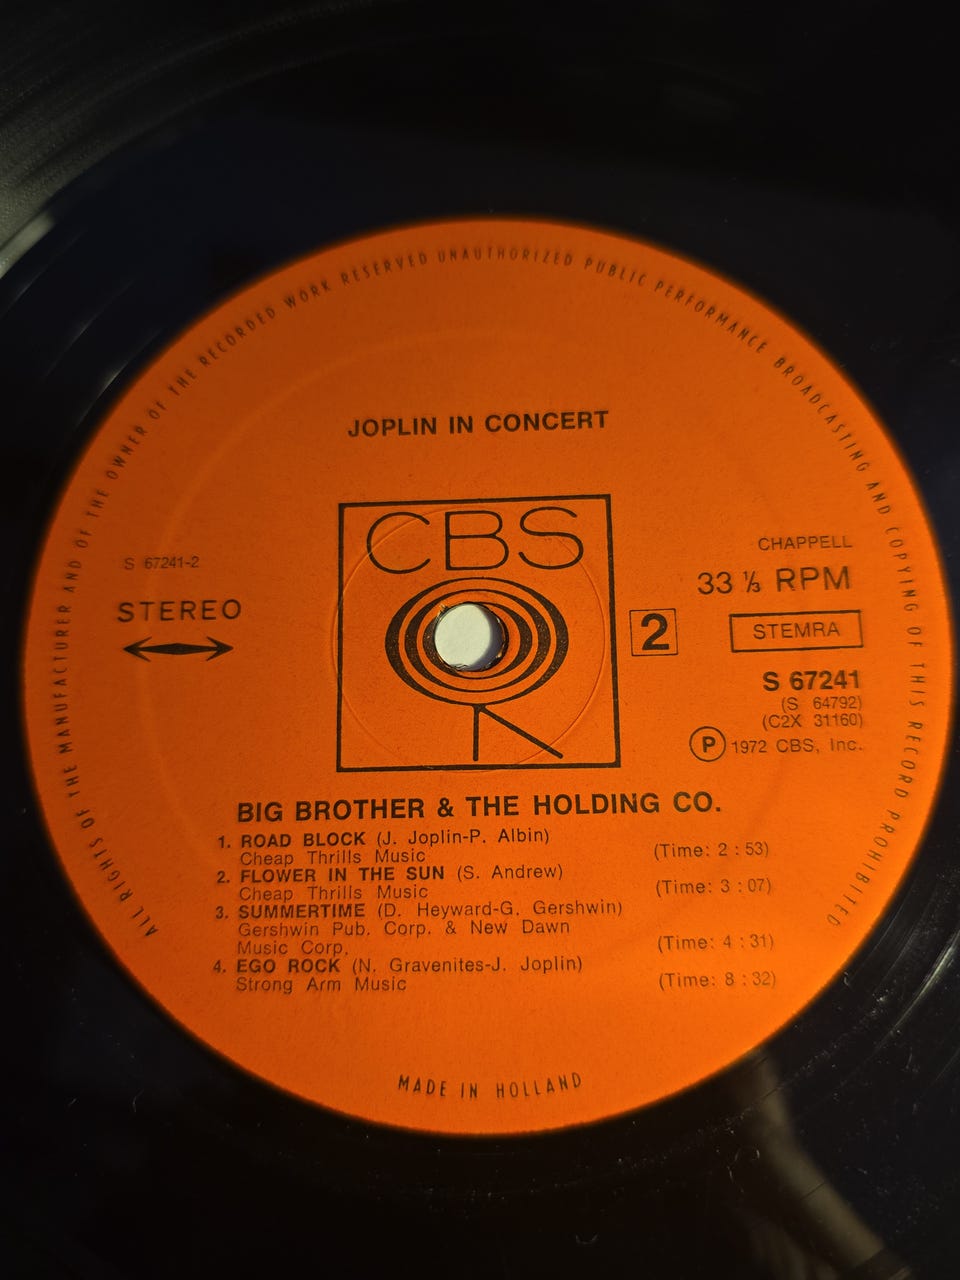 ALL RIGHTS OF THE MANUFACTURER AND OF THE OWNER OF THE RECORDED WORK RESERVED UNAUTHORIZED PUBLIC PERFORMANCE BROADCASTING AND COPYING OF THIS RECORD PROHIBITED
JOPLIN IN CONCERT
CBS
S 67241-2
STEREO
2
CHAPPELL
33 ⅓ RPM
STEMRA
S 67241
(S 64792)
(C2X 31160)
Ⓟ 1972 CBS, Inc.
BIG BROTHER & THE HOLDING CO.
1. ROAD BLOCK (J. Joplin-P. Albin)
Cheap Thrills Music (Time: 2 : 53)
2. FLOWER IN THE SUN (S. Andrew)
Cheap Thrills Music (Time: 3 : 07)
3. SUMMERTIME (D. Heyward-G. Gershwin)
Gershwin Pub. Corp. & New Dawn
Music Corp. (Time: 4 : 31)
4. EGO ROCK (N. Gravenites-J. Joplin)
Strong Arm Music (Time: 8 : 32)
MADE IN HOLLAND